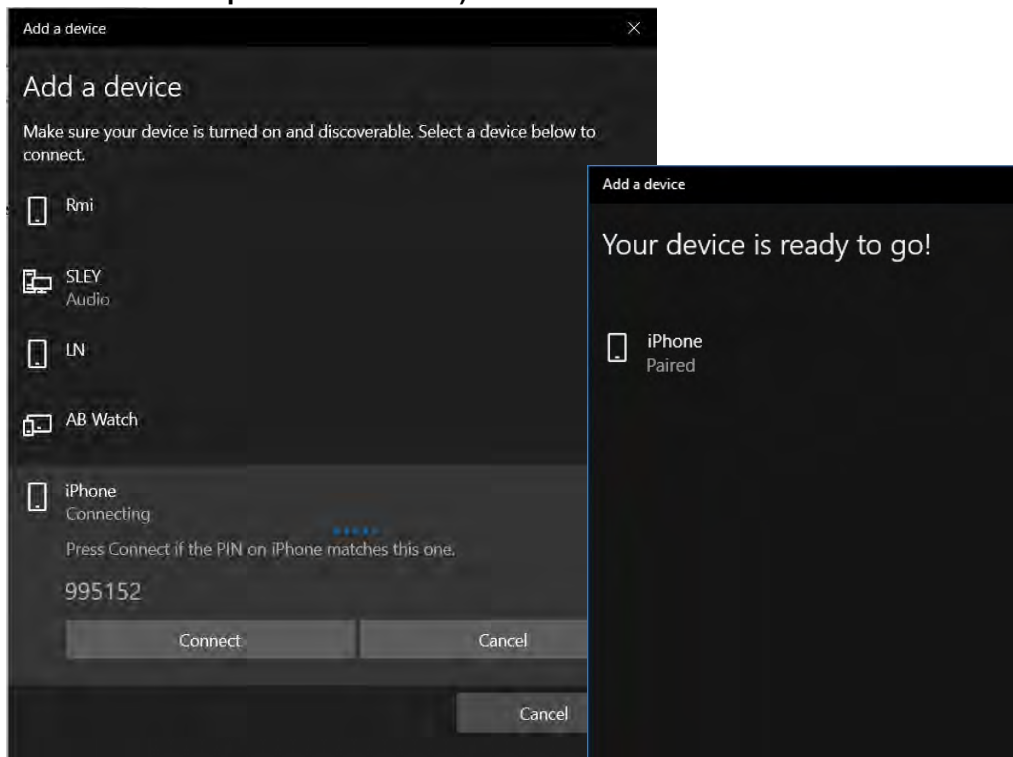 Add a device
Add a device
Make sure your device is turned on and discoverable. Select a device below to
connect.
Rmi
SLEY
Audio
LN
AB Watch
iPhone
Connecting
Press Connect if the PIN on iPhone matches this one.
995152
Connect
Cancel
Cancel
Add a device
Your device is ready to go!
iPhone
Paired